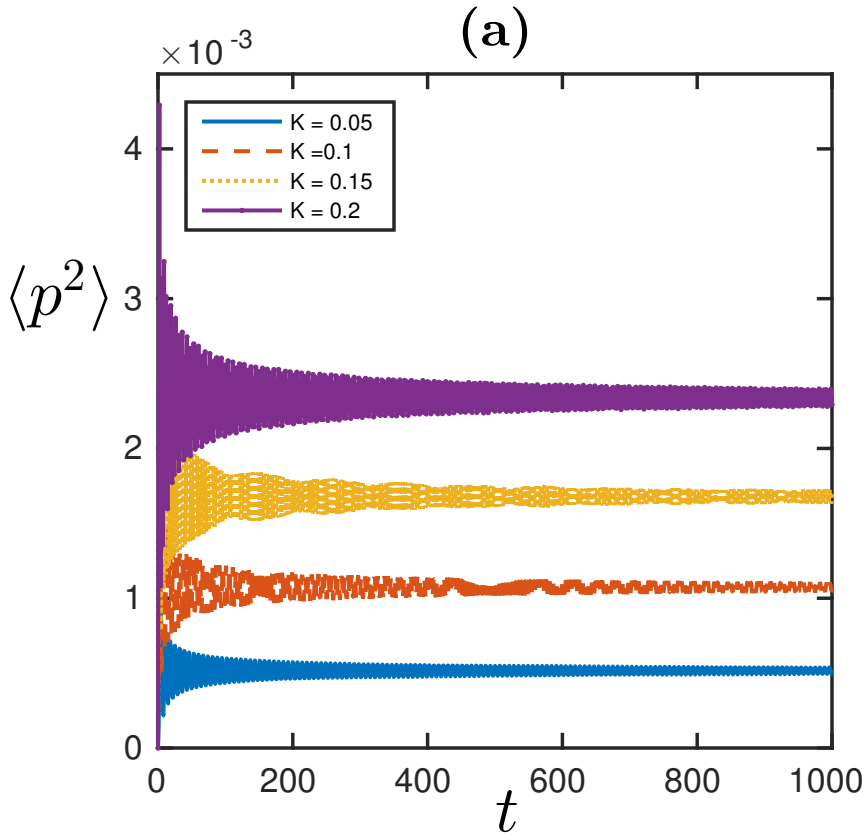 (a)
×10 -3
K = 0.05
K =0.1
K = 0.15
K = 0.2
4
3
⟨p²⟩
2
1
0
0 200 400 600 800 1000
t